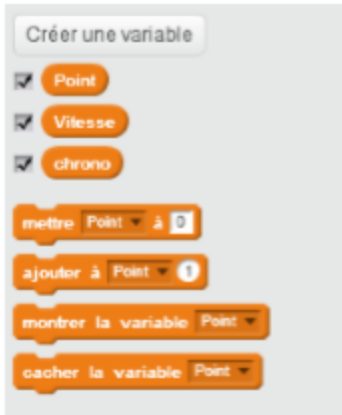 Créer une variable
Point
Vitesse
chrono
mettre Point à 0
ajouter à Point 1
montrer la variable Point
cacher la variable Point